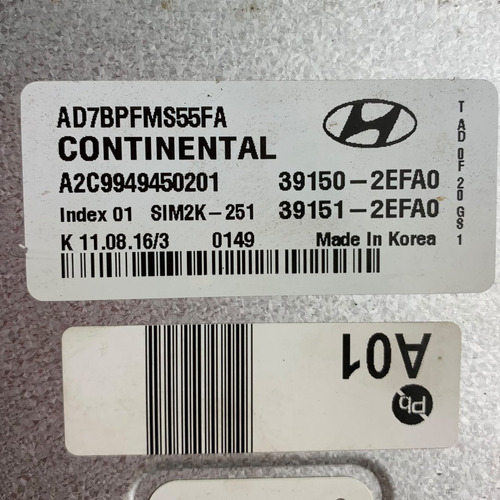 AD7BPFMS55FA
CONTINENTAL
A2C9949450201 39150-2EFA0
Index 01 SIM2K-251 39151-2EFA0
K 11.08.16/3 0149 Made In Korea
T AD 0F 20 GS 1
A01
Pb